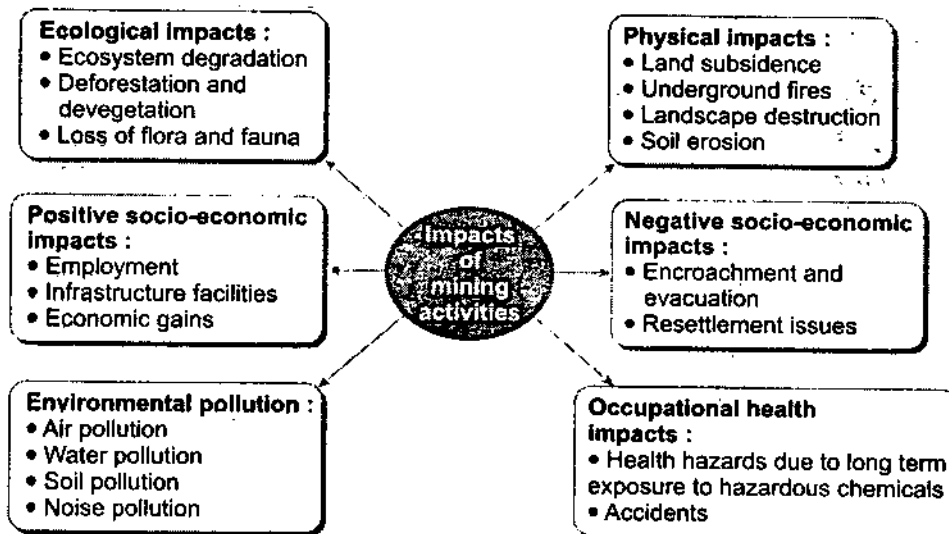 Ecological impacts :
• Ecosystem degradation
• Deforestation and
devegetation
• Loss of flora and fauna
Physical impacts :
• Land subsidence
• Underground fires
• Landscape destruction
• Soil erosion
Positive socio-economic
impacts :
• Employment
• Infrastructure facilities
• Economic gains
Impacts
of
mining
activities
Negative socio-economic
impacts :
• Encroachment and
evacuation
• Resettlement issues
Environmental pollution :
• Air pollution
• Water pollution
• Soil pollution
• Noise pollution
Occupational health
impacts :
• Health hazards due to long term
exposure to hazardous chemicals
• Accidents